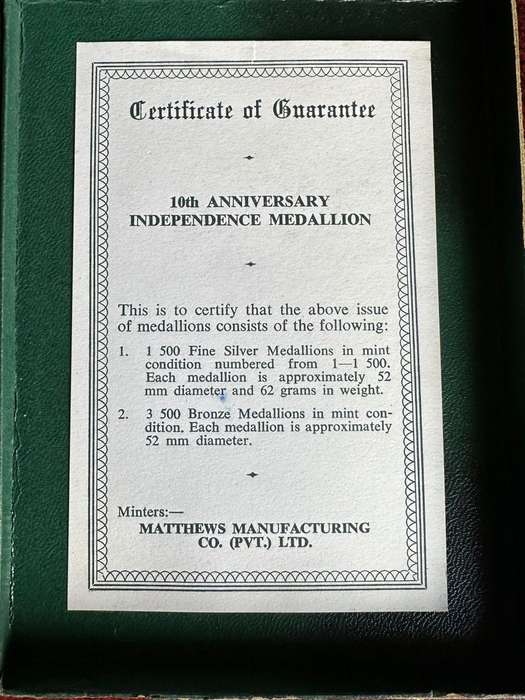 Certificate of Guarantee
10th ANNIVERSARY
INDEPENDENCE MEDALLION
This is to certify that the above issue
of medallions consists of the following:
1. 1 500 Fine Silver Medallions in mint
condition numbered from 1—1 500.
Each medallion is approximately 52
mm diameter and 62 grams in weight.
2. 3 500 Bronze Medallions in mint con-
dition. Each medallion is approximately
52 mm diameter.
Minters:—
MATTHEWS MANUFACTURING
CO. (PVT.) LTD.